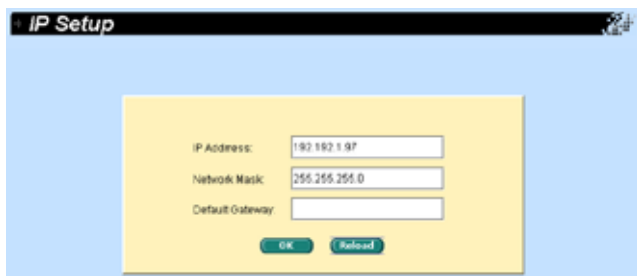 IP Setup
IP Address: 192.192.1.97
Network Mask: 255.255.255.0
Default Gateway:
OK Reload